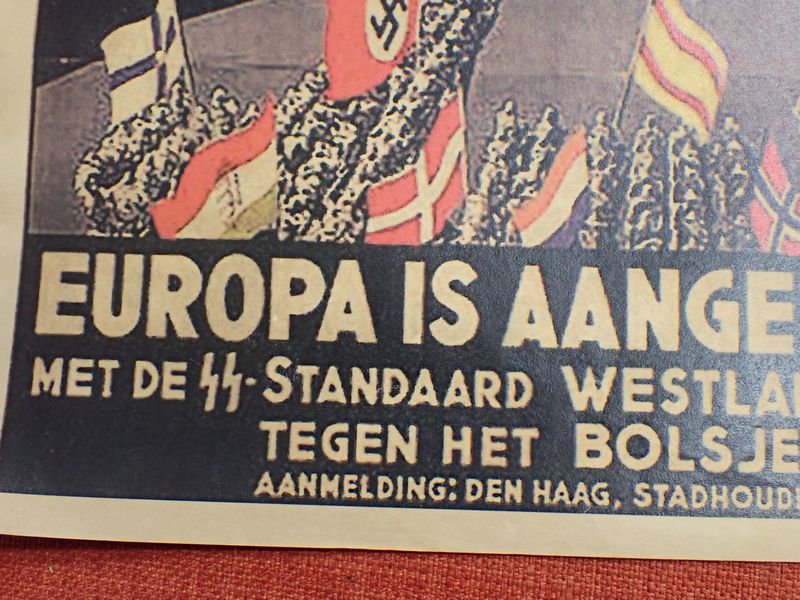 EUROPA IS AANGE
MET DE SS-STANDAARD WESTLA
TEGEN HET BOLSJE
AANMELDING: DEN HAAG, STADHOUD